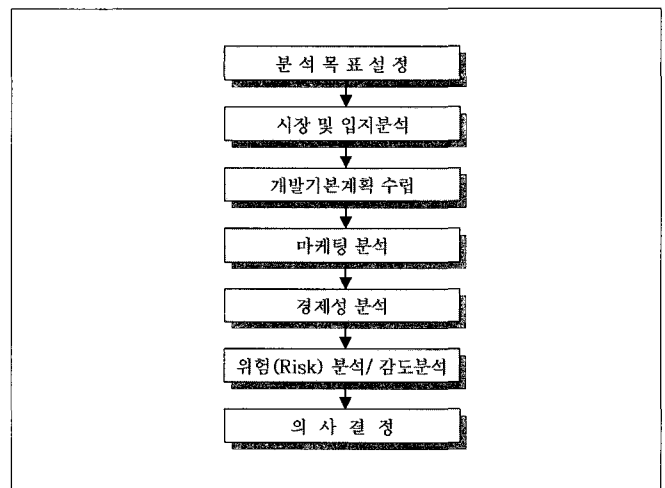 분 석 목 표 설 정
시장 및 입지분석
개발기본계획 수립
마케팅 분석
경제성 분석
위험(Risk) 분석/ 감도분석
의 사 결 정